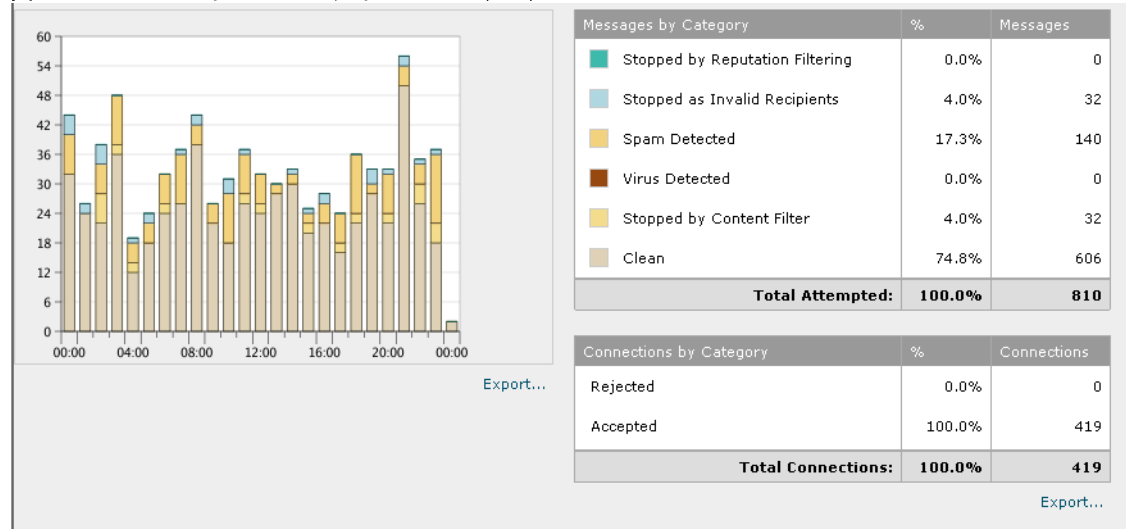 60
54
48
42
36
30
24
18
12
6
0
00:00 04:00 08:00 12:00 16:00 20:00 00:00
Export...
Messages by Category % Messages
Stopped by Reputation Filtering 0.0% 0
Stopped as Invalid Recipients 4.0% 32
Spam Detected 17.3% 140
Virus Detected 0.0% 0
Stopped by Content Filter 4.0% 32
Clean 74.8% 606
Total Attempted: 100.0% 810
Connections by Category % Connections
Rejected 0.0% 0
Accepted 100.0% 419
Total Connections: 100.0% 419
Export...